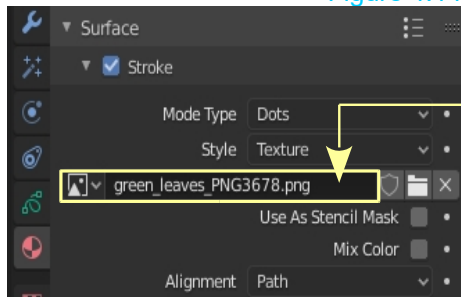 Surface
Stroke
Mode Type Dots
Style Texture
green_leaves_PNG3678.png
Use As Stencil Mask
Mix Color
Alignment Path